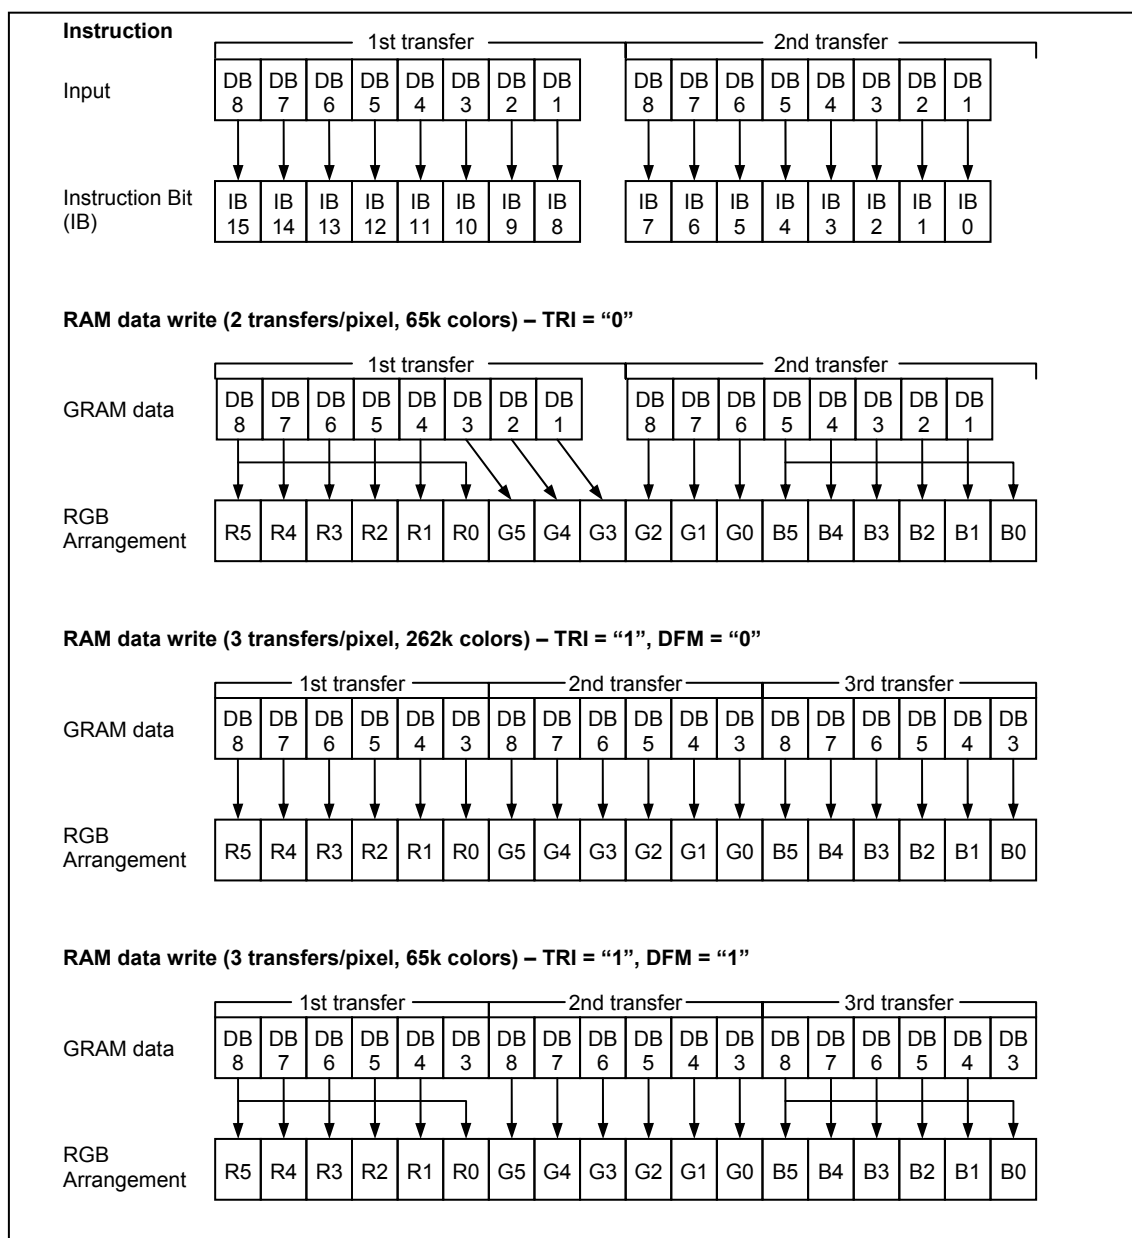 Instruction
1st transfer 2nd transfer
Input DB 8 DB 7 DB 6 DB 5 DB 4 DB 3 DB 2 DB 1 DB 8 DB 7 DB 6 DB 5 DB 4 DB 3 DB 2 DB 1
Instruction Bit (IB) IB 15 IB 14 IB 13 IB 12 IB 11 IB 10 IB 9 IB 8 IB 7 IB 6 IB 5 IB 4 IB 3 IB 2 IB 1 IB 0
RAM data write (2 transfers/pixel, 65k colors) – TRI = “0”
1st transfer 2nd transfer
GRAM data DB 8 DB 7 DB 6 DB 5 DB 4 DB 3 DB 2 DB 1 DB 8 DB 7 DB 6 DB 5 DB 4 DB 3 DB 2 DB 1
RGB Arrangement R5 R4 R3 R2 R1 R0 G5 G4 G3 G2 G1 G0 B5 B4 B3 B2 B1 B0
RAM data write (3 transfers/pixel, 262k colors) – TRI = “1”, DFM = “0”
1st transfer 2nd transfer 3rd transfer
GRAM data DB 8 DB 7 DB 6 DB 5 DB 4 DB 3 DB 8 DB 7 DB 6 DB 5 DB 4 DB 3 DB 8 DB 7 DB 6 DB 5 DB 4 DB 3
RGB Arrangement R5 R4 R3 R2 R1 R0 G5 G4 G3 G2 G1 G0 B5 B4 B3 B2 B1 B0
RAM data write (3 transfers/pixel, 65k colors) – TRI = “1”, DFM = “1”
1st transfer 2nd transfer 3rd transfer
GRAM data DB 8 DB 7 DB 6 DB 5 DB 4 DB 3 DB 8 DB 7 DB 6 DB 5 DB 4 DB 3 DB 8 DB 7 DB 6 DB 5 DB 4 DB 3
RGB Arrangement R5 R4 R3 R2 R1 R0 G5 G4 G3 G2 G1 G0 B5 B4 B3 B2 B1 B0